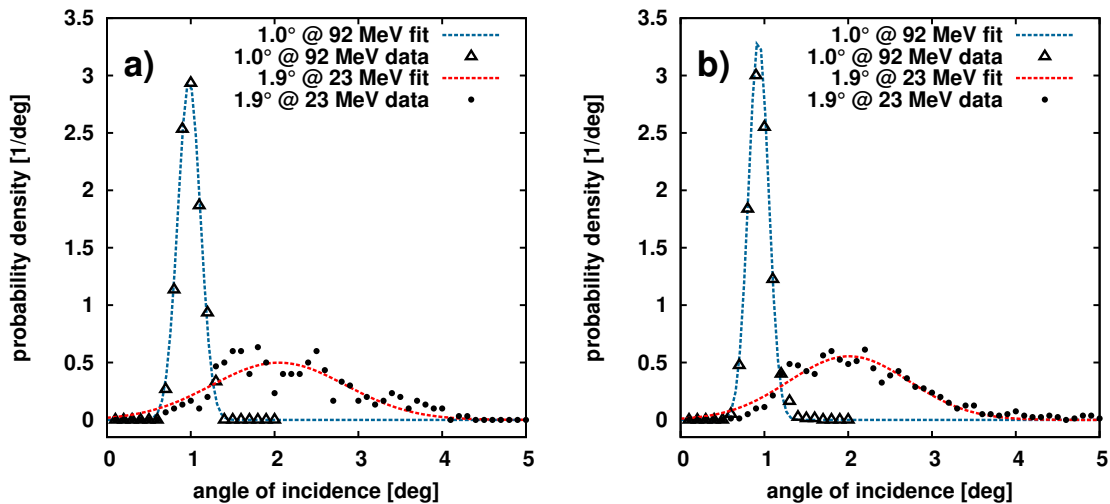 a)
1.0° @ 92 MeV fit
1.0° @ 92 MeV data
1.9° @ 23 MeV fit
1.9° @ 23 MeV data
probability density [1/deg]
3.5
3
2.5
2
1.5
1
0.5
0
0 1 2 3 4 5
angle of incidence [deg]
b)
1.0° @ 92 MeV fit
1.0° @ 92 MeV data
1.9° @ 23 MeV fit
1.9° @ 23 MeV data
probability density [1/deg]
3.5
3
2.5
2
1.5
1
0.5
0
0 1 2 3 4 5
angle of incidence [deg]